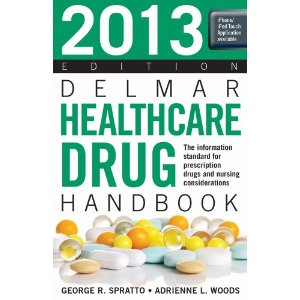 2013
iPhone &/
iPod Touch
Application
available
EDITION
DELMAR
HEALTHCARE
DRUG
The information
standard for
prescription
drugs and nursing
considerations
HANDBOOK
GEORGE R. SPRATTO • ADRIENNE L. WOODS